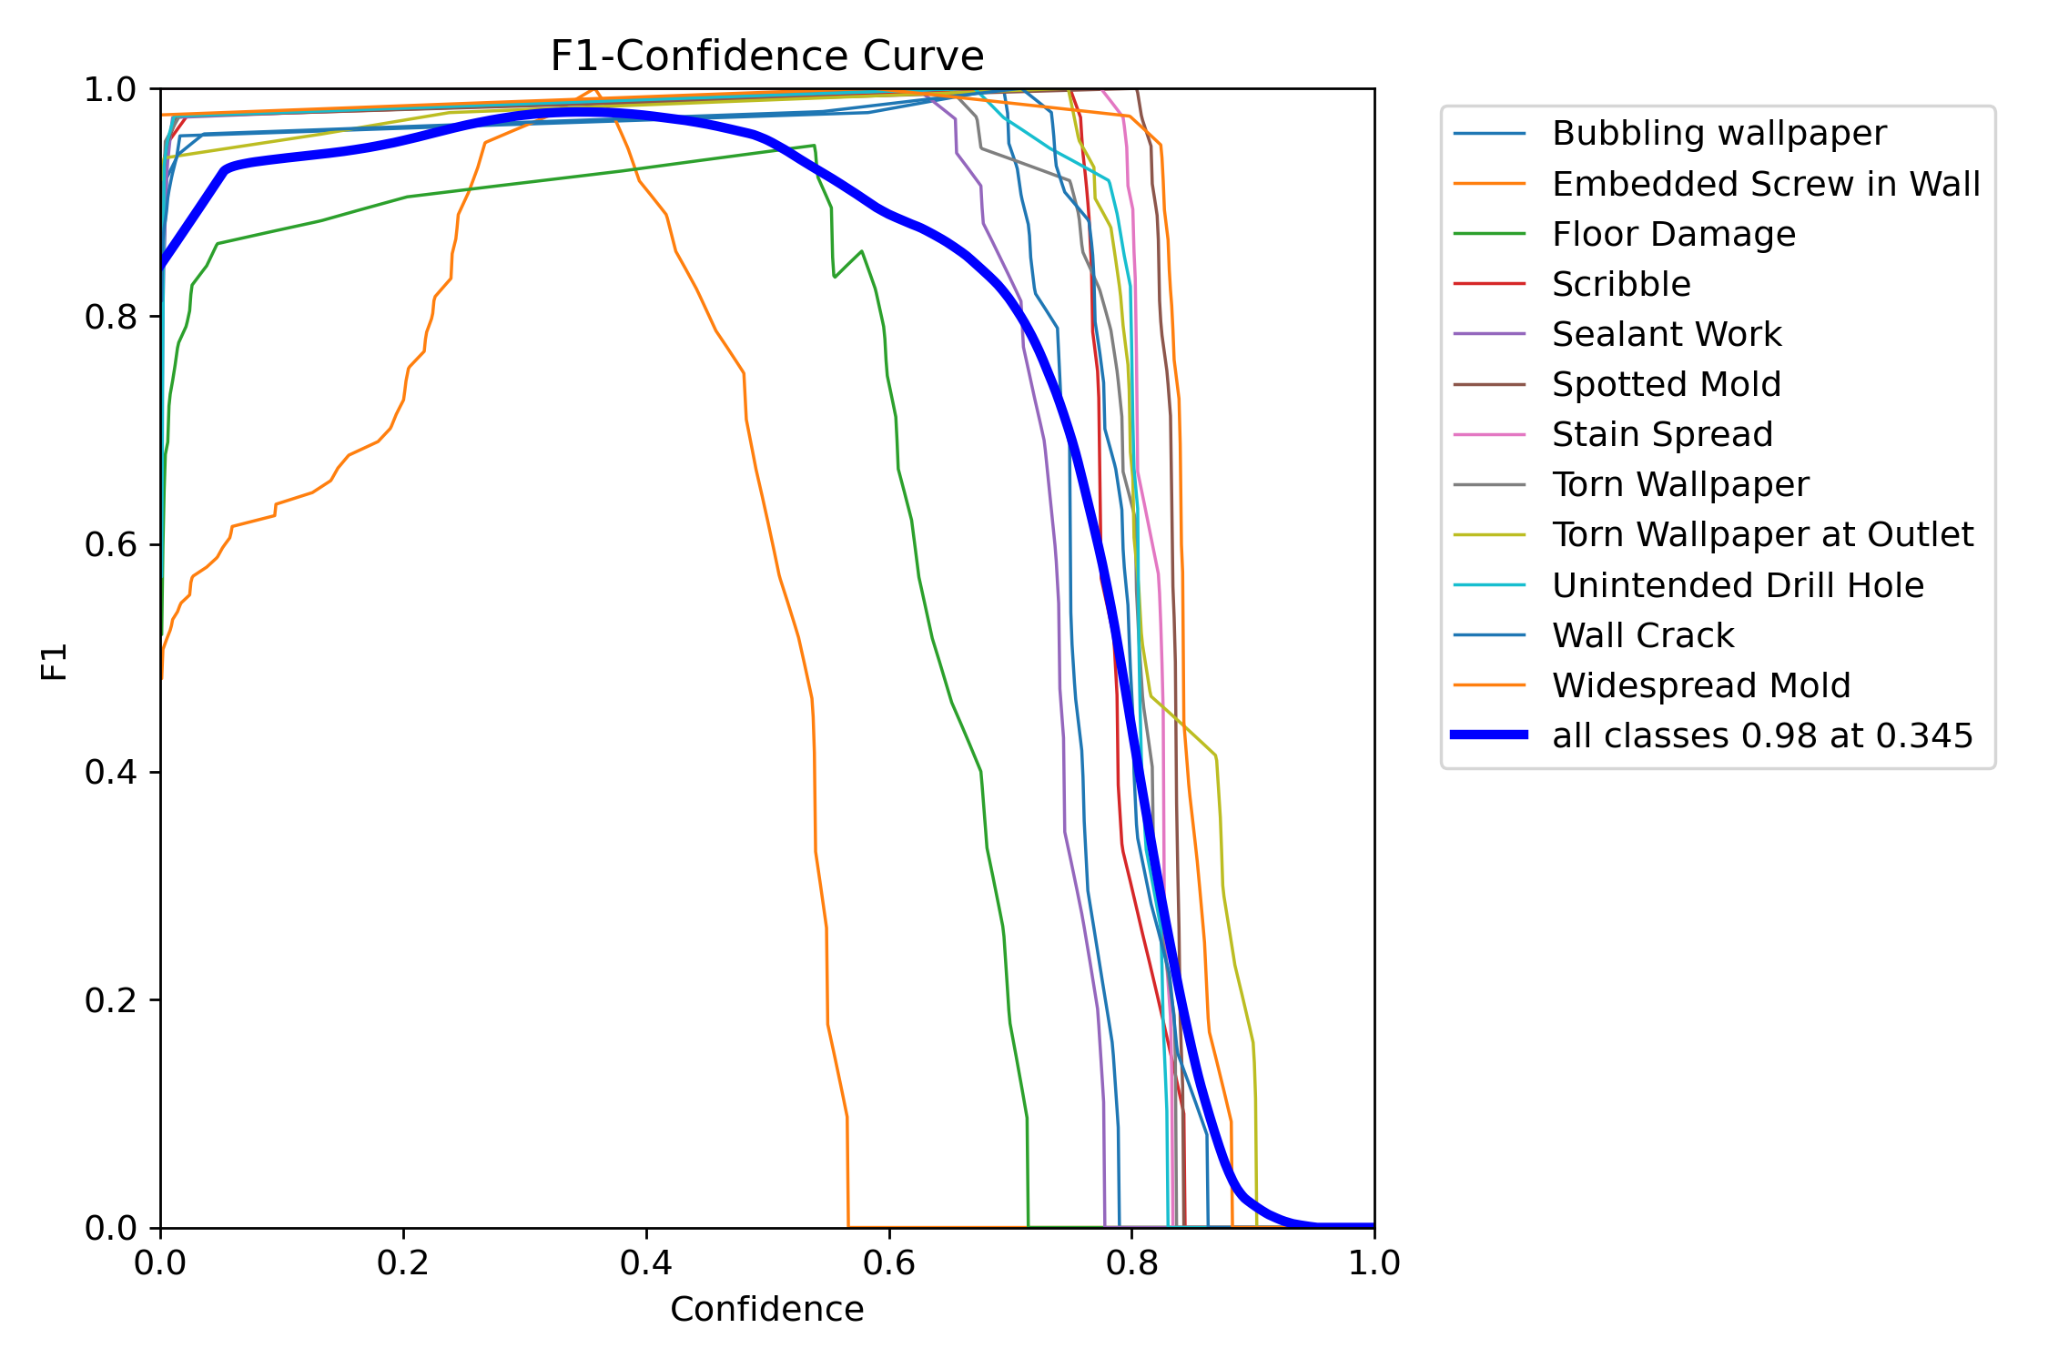 F1-Confidence Curve
1.0
0.8
0.6
0.4
0.2
0.0
F1
0.0 0.2 0.4 0.6 0.8 1.0
Confidence
Bubbling wallpaper
Embedded Screw in Wall
Floor Damage
Scribble
Sealant Work
Spotted Mold
Stain Spread
Torn Wallpaper
Torn Wallpaper at Outlet
Unintended Drill Hole
Wall Crack
Widespread Mold
all classes 0.98 at 0.345